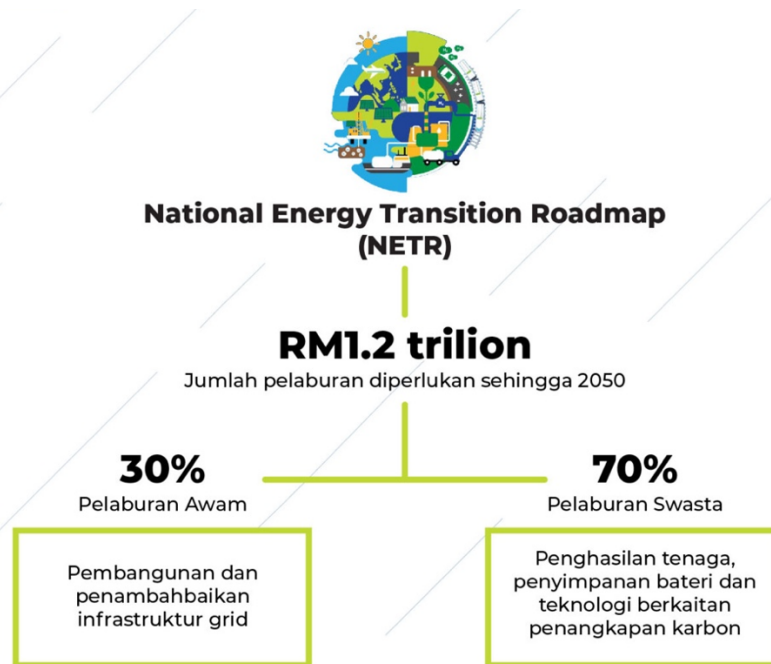 National Energy Transition Roadmap
(NETR)
RM1.2 trilion
Jumlah pelaburan diperlukan sehingga 2050
30%
Pelaburan Awam
Pembangunan dan
penambahbaikan
infrastruktur grid
70%
Pelaburan Swasta
Penghasilan tenaga,
penyimpanan bateri dan
teknologi berkaitan
penangkapan karbon